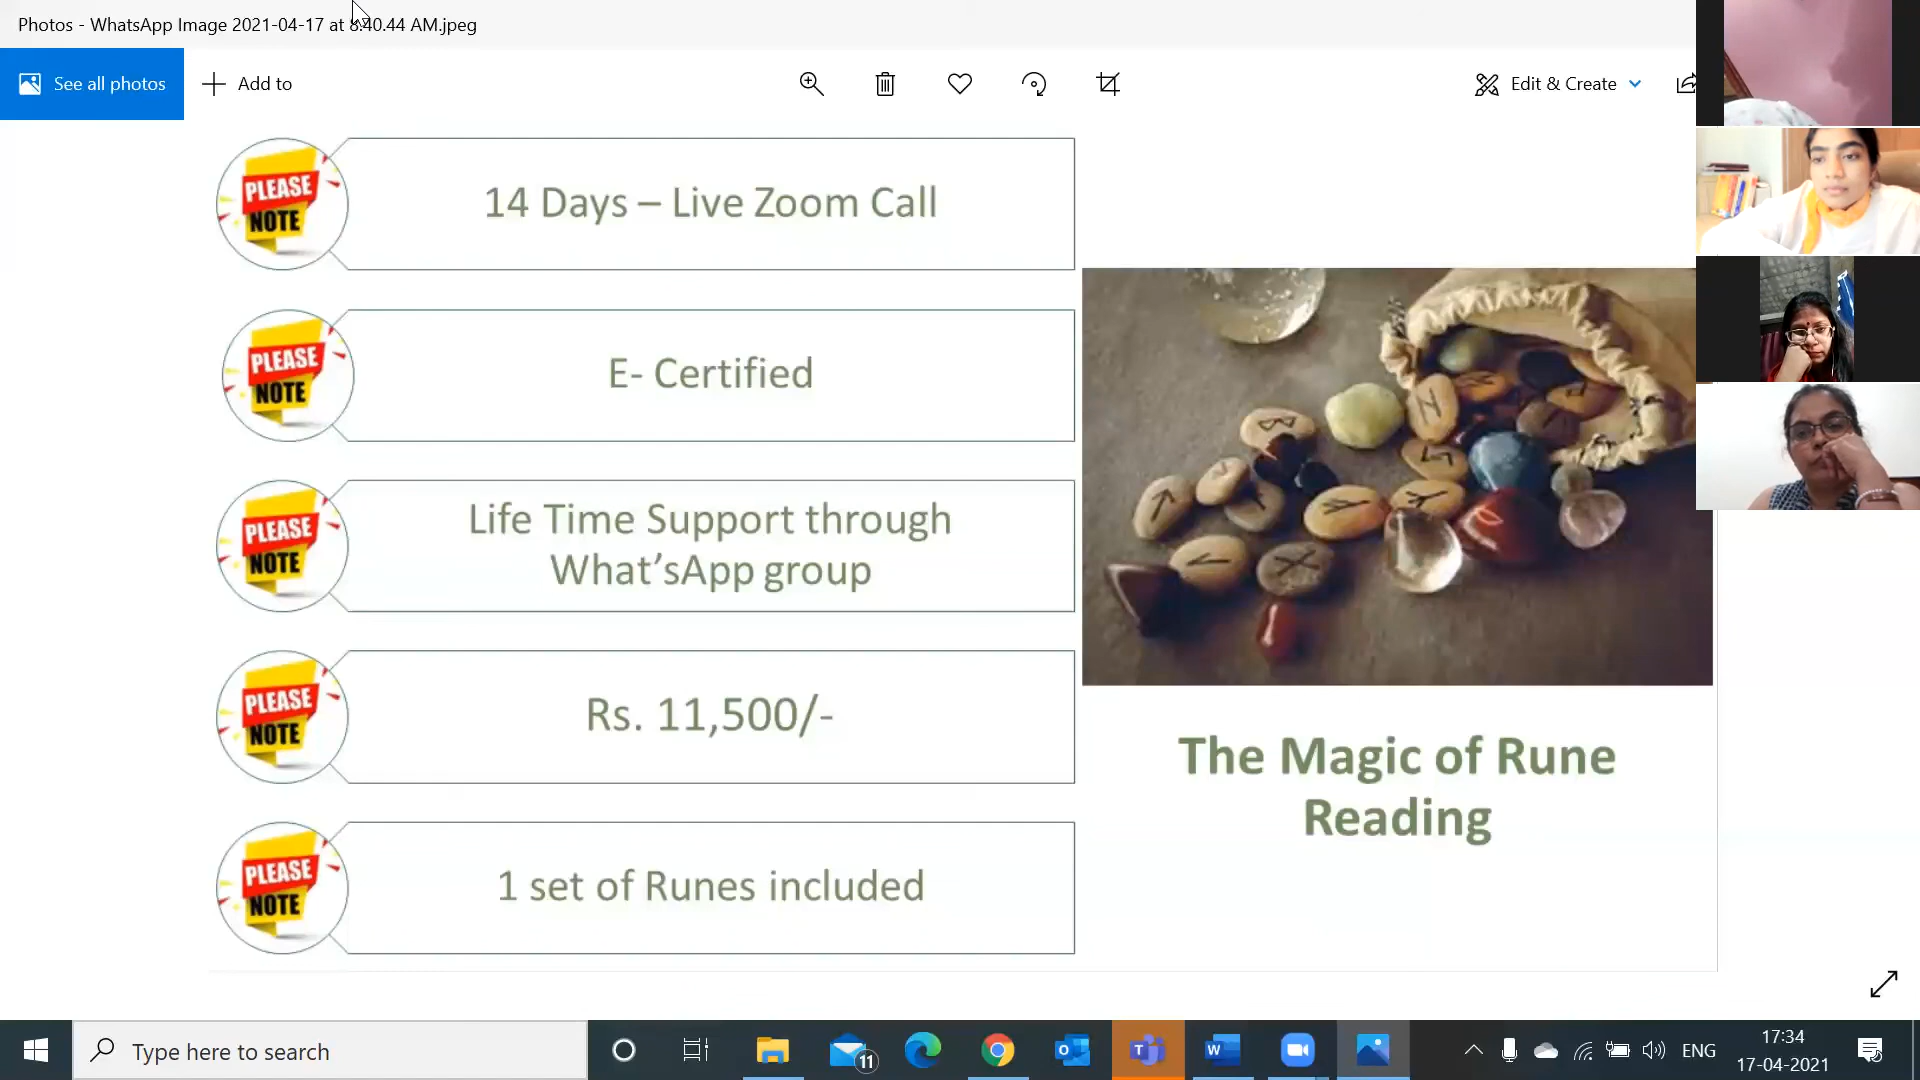 Photos - WhatsApp Image 2021-04-17 at 8:40.44 AM.jpeg
See all photos
Add to
Edit & Create
PLEASE
NOTE
14 Days – Live Zoom Call
PLEASE
NOTE
E- Certified
PLEASE
NOTE
Life Time Support through
What'sApp group
PLEASE
NOTE
Rs. 11,500/-
PLEASE
NOTE
1 set of Runes included
The Magic of Rune
Reading
Type here to search
11
ENG
17:34
17-04-2021